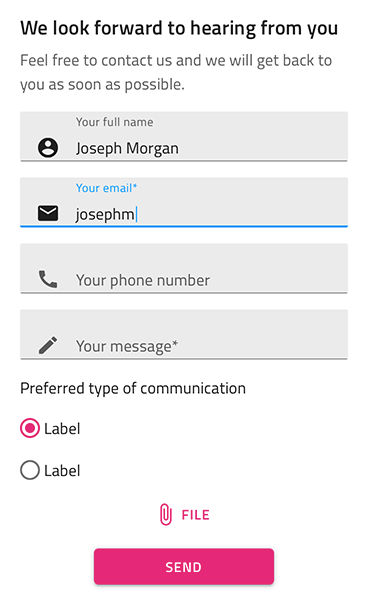 We look forward to hearing from you
Feel free to contact us and we will get back to
you as soon as possible.
Your full name
Joseph Morgan
Your email*
josephm
Your phone number
Your message*
Preferred type of communication
Label
Label
FILE
SEND